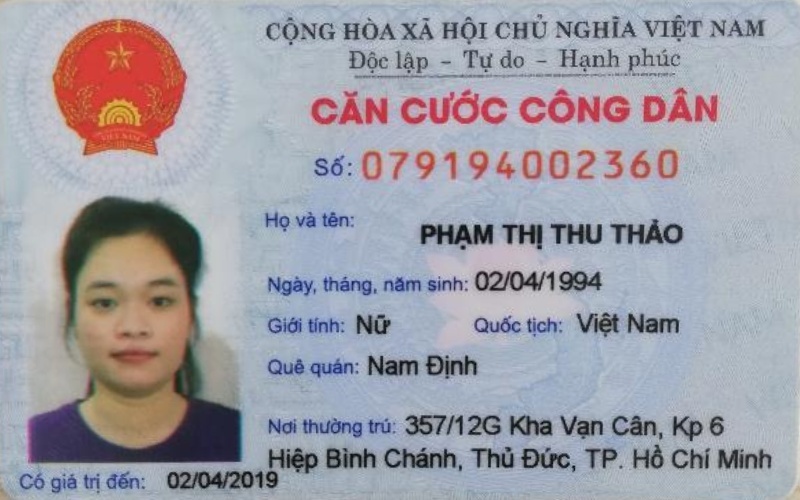 CỘNG HÒA XÃ HỘI CHỦ NGHĨA VIỆT NAM
Độc lập – Tự do – Hạnh phúc
CĂN CƯỚC CÔNG DÂN
Số: 079194002360
Họ và tên: PHẠM THỊ THU THẢO
Ngày, tháng, năm sinh: 02/04/1994
Giới tính: Nữ Quốc tịch: Việt Nam
Quê quán: Nam Định
Nơi thường trú: 357/12G Kha Vạn Cân, Kp 6
Hiệp Bình Chánh, Thủ Đức, TP. Hồ Chí Minh
Có giá trị đến: 02/04/2019
VIỆT NAM